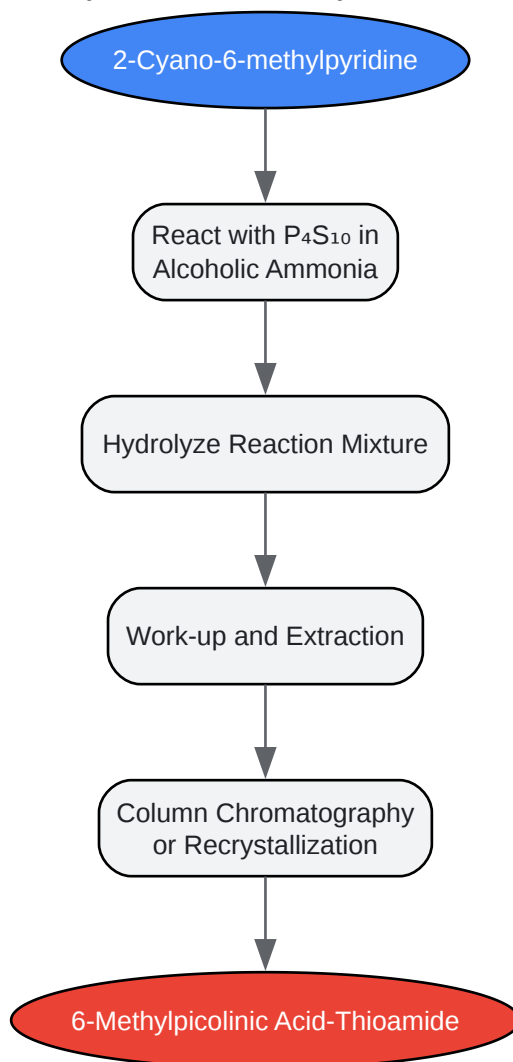 2-Cyano-6-methylpyridine
React with P₄S₁₀ in
Alcoholic Ammonia
Hydrolyze Reaction Mixture
Work-up and Extraction
Column Chromatography
or Recrystallization
6-Methylpicolinic Acid-Thioamide